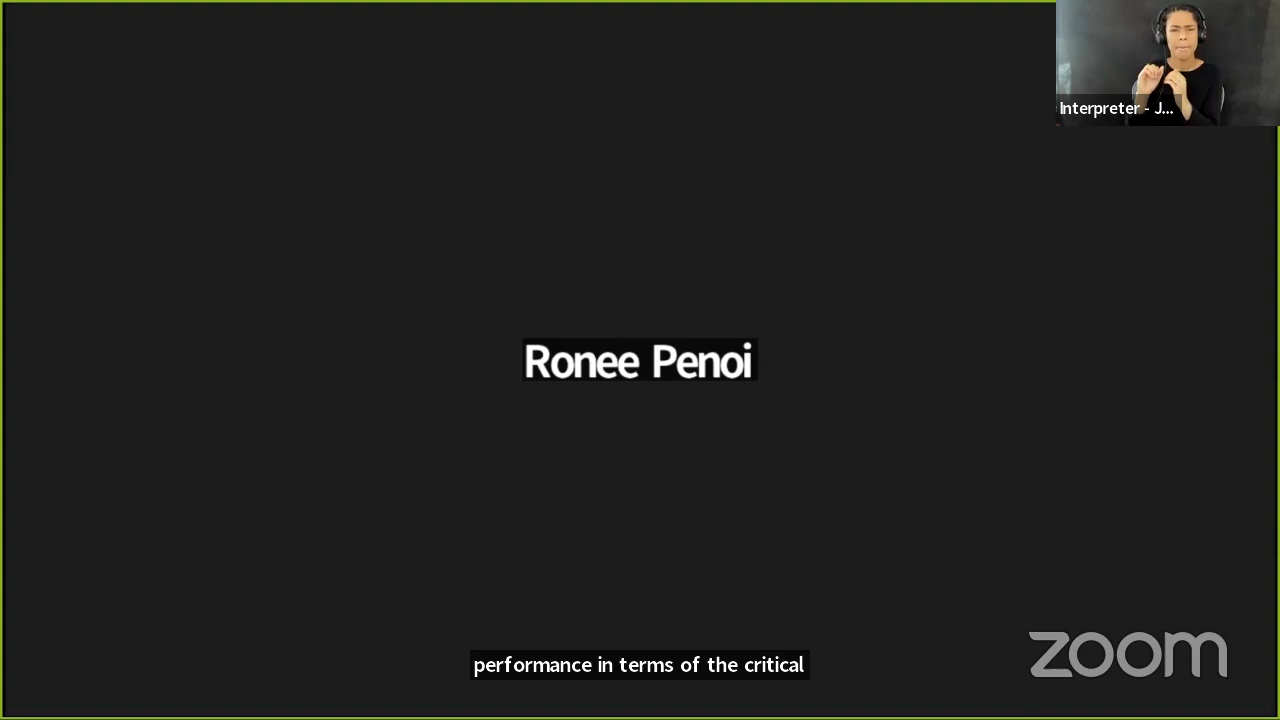 Interpreter - J...
Ronee Penoi
performance in terms of the critical
zoom